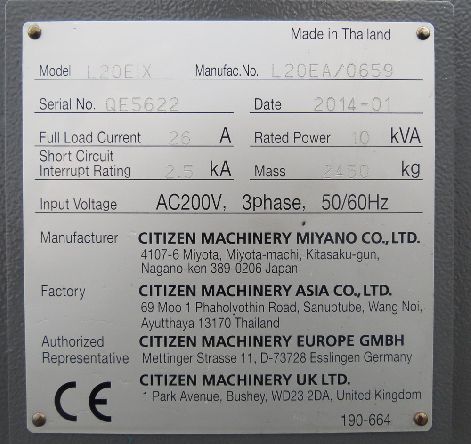 Made in Thailand
Model L20E IX Manufac.No. L20EA/0659
Serial No. QE5622 Date 2014-01
Full Load Current 26 A Rated Power 10 kVA
Short Circuit
Interrupt Rating 2.5 kA Mass 2450 kg
Input Voltage AC200V, 3phase, 50/60Hz
Manufacturer CITIZEN MACHINERY MIYANO CO., LTD.
4107-6 Miyota, Miyota-machi, Kitasaku-gun,
Nagano-ken 389-0206 Japan
Factory CITIZEN MACHINERY ASIA CO., LTD.
69 Moo 1 Phaholyothin Road, Sanubtube, Wang Noi,
Ayutthaya 13170 Thailand
Authorized CITIZEN MACHINERY EUROPE GMBH
Representative Mettinger Strasse 11, D-73728 Esslingen Germany
CE CITIZEN MACHINERY UK LTD.
1 Park Avenue, Bushey, WD23 2DA, United Kingdom
190-664